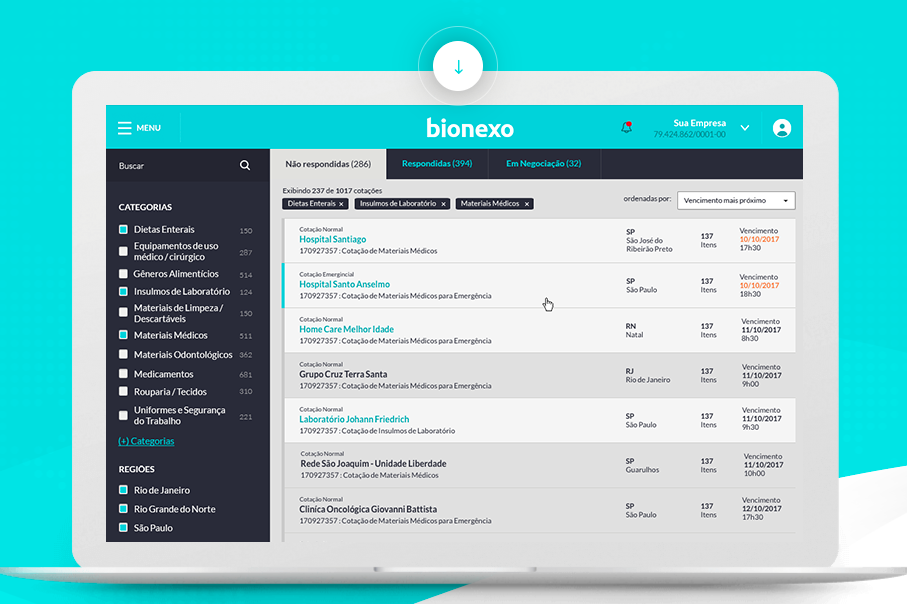 MENU
bionexo
Sua Empresa
79.424.862/0001-00
Buscar
Não respondidas (286)
Respondidas (394)
Em Negociação (32)
Exibindo 237 de 1017 cotações
Dietas Enterais ×
Insulmos de Laboratório ×
Materiais Médicos ×
ordenadas por:
Vencimento mais próximo
CATEGORIAS
Dietas Enterais 150
Equipamentos de uso
médico / cirúrgico 287
Gêneros Alimentícios 514
Insulmos de Laboratório 124
Materiais de Limpeza /
Descartáveis 150
Materiais Médicos 511
Materiais Odontológicos 362
Medicamentos 681
Rouparia / Tecidos 310
Uniformes e Segurança
do Trabalho 221
(+) Categorias
REGIÕES
Rio de Janeiro
Rio Grande do Norte
São Paulo
Cotação Normal
Hospital Santiago
170927357 : Cotação de Materiais Médicos
SP
São José do
Ribeirão Preto
137
Itens
Vencimento
10/10/2017
17h30
Cotação Emergincial
Hospital Santo Anselmo
170927357 : Cotação de Materiais Médicos para Emergência
SP
São Paulo
137
Itens
Vencimento
10/10/2017
18h30
Cotação Normal
Home Care Melhor Idade
170927357 : Cotação de Materiais Médicos para Emergência
RN
Natal
137
Itens
Vencimento
11/10/2017
8h30
Cotação Normal
Grupo Cruz Terra Santa
170927357 : Cotação de Materiais Médicos para Emergência
RJ
Rio de Janeiro
137
Itens
Vencimento
11/10/2017
9h00
Cotação Normal
Laboratório Johann Friedrich
170927357 : Cotação de Insulmos de Laboratório
SP
São Paulo
137
Itens
Vencimento
11/10/2017
9h30
Cotação Normal
Rede São Joaquim - Unidade Liberdade
170927357 : Cotação de Materiais Médicos
SP
Guarulhos
137
Itens
Vencimento
11/10/2017
10h00
Cotação Normal
Cliníca Oncológica Giovanni Battista
170927357 : Cotação de Materiais Médicos para Emergência
SP
São Paulo
137
Itens
Vencimento
12/10/2017
17h30